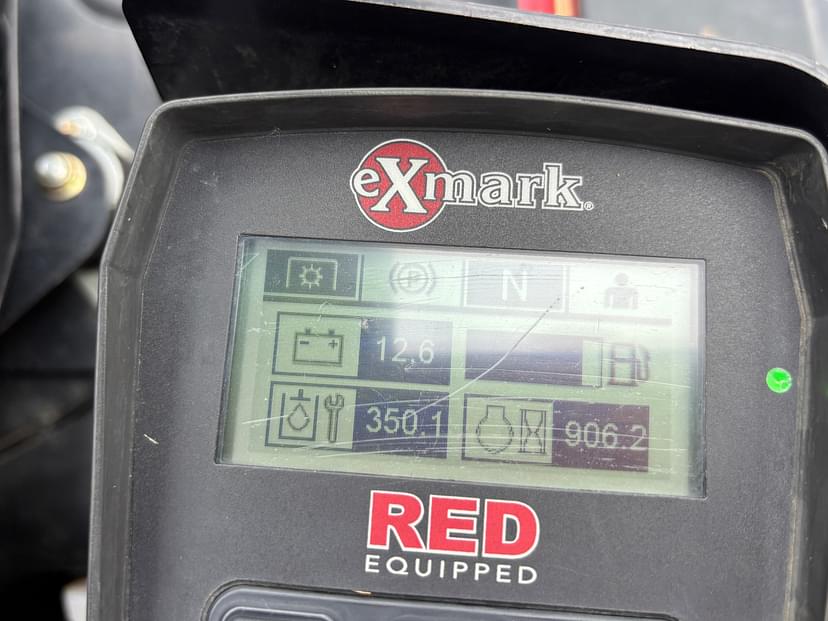 eXmark®
P N
12.6
350.1 906.2
RED
EQUIPPED